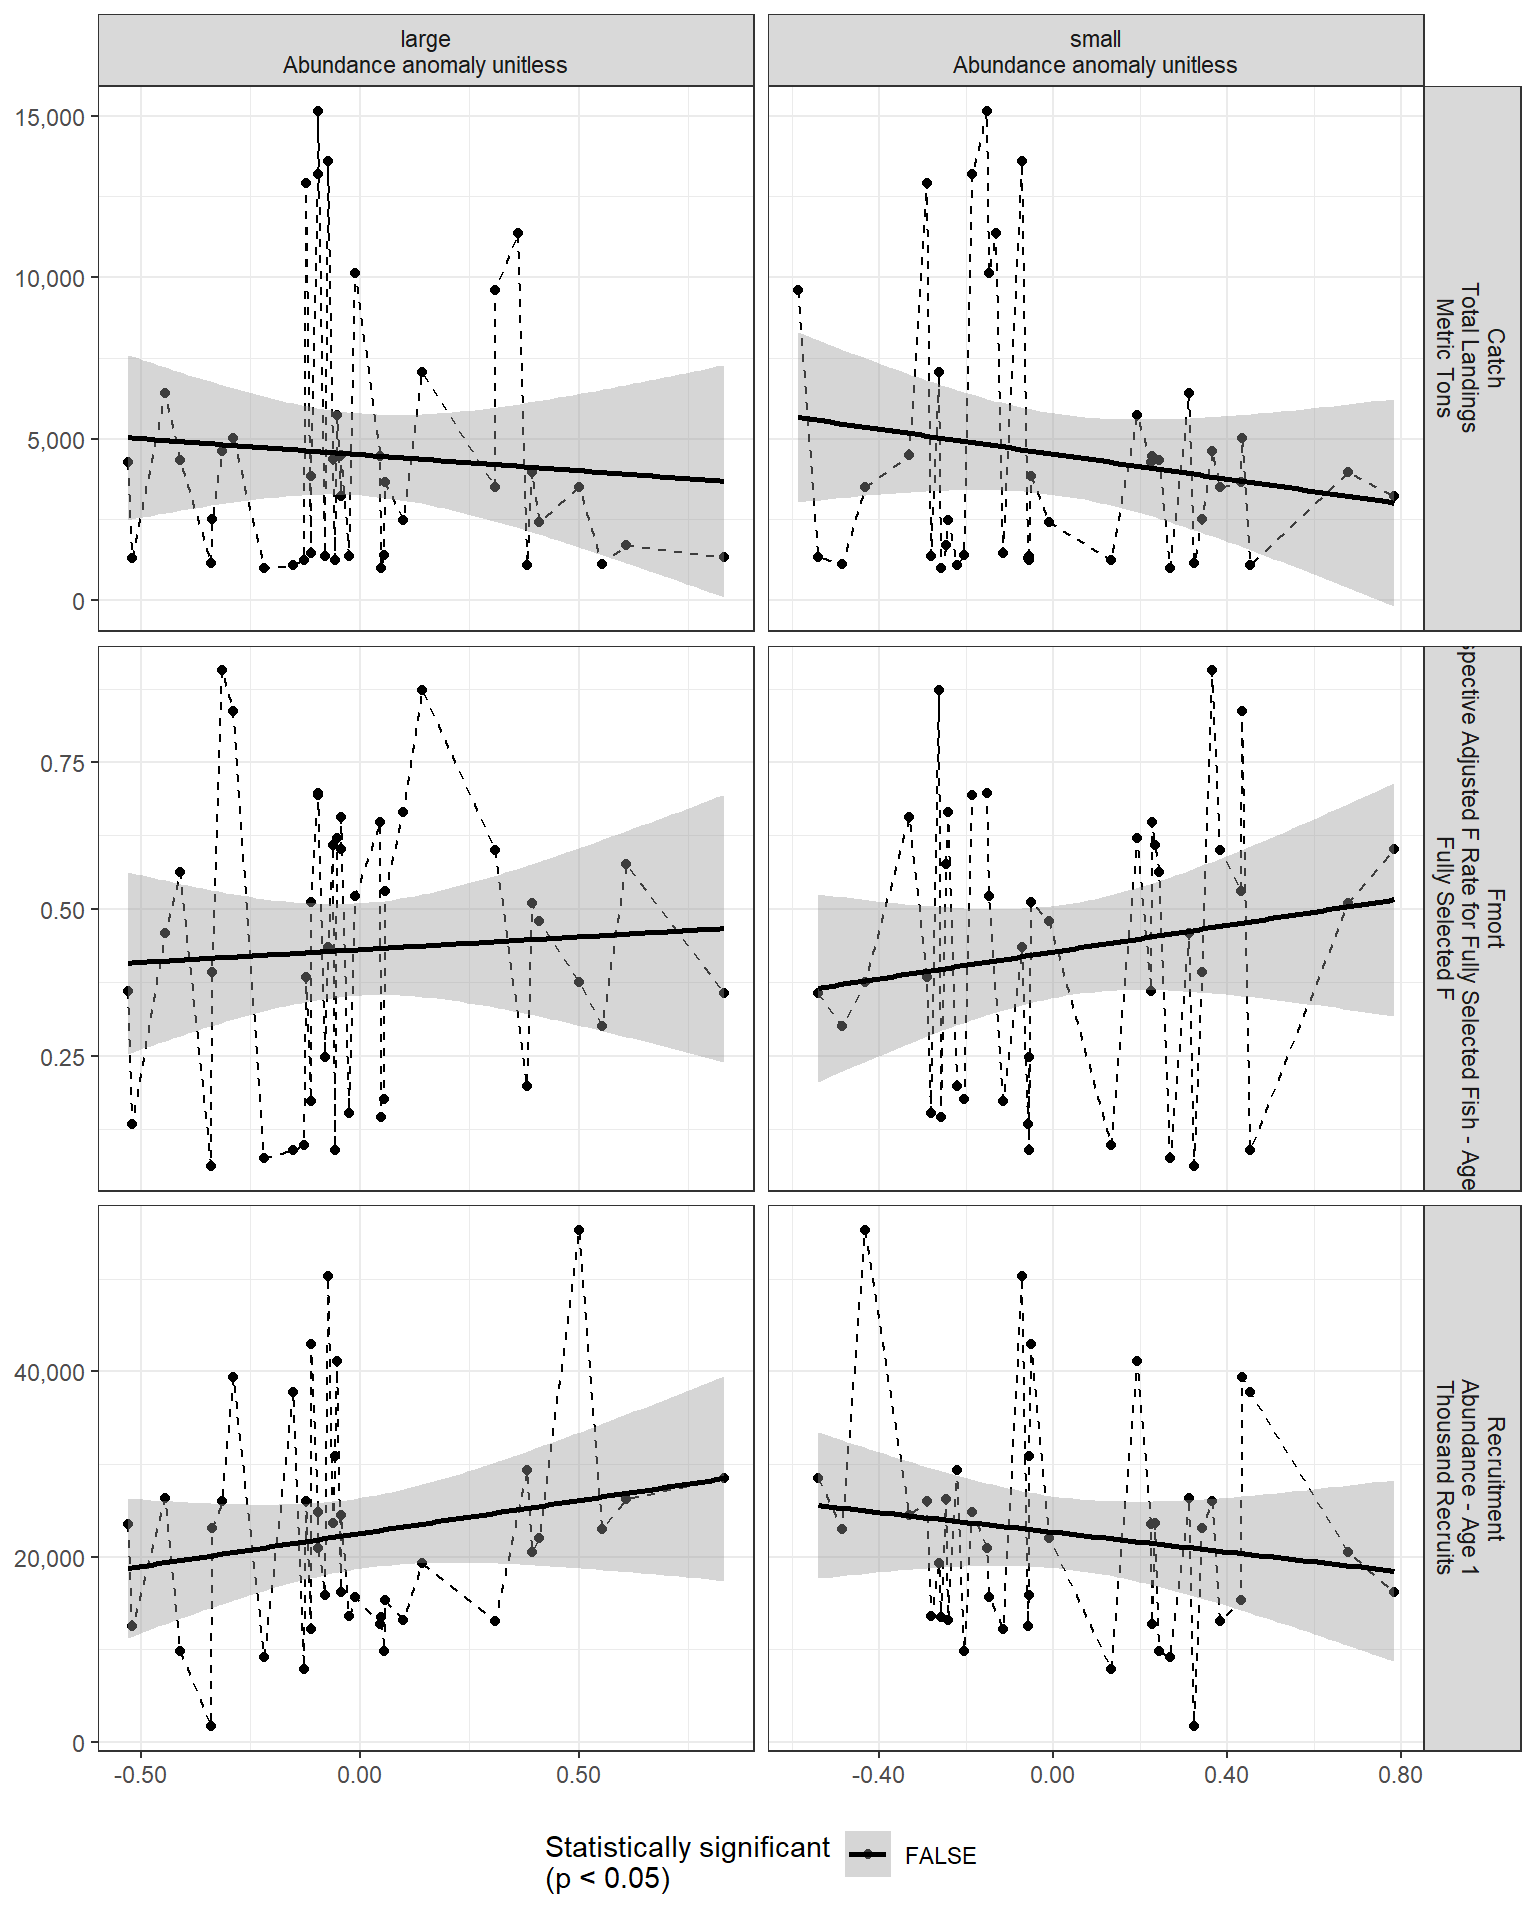 large
Abundance anomaly unitless
small
Abundance anomaly unitless
15,000
10,000
5,000
0
Catch
Total Landings
Metric Tons
0.75
0.50
0.25
Fmort
Adjusted F Rate for Fully Selected Fish - Age
Fully Selected F
40,000
20,000
0
Recruitment
Abundance - Age 1
Thousand Recruits
-0.50
0.00
0.50
-0.40
0.00
0.40
0.80
Statistically significant
(p < 0.05)
FALSE